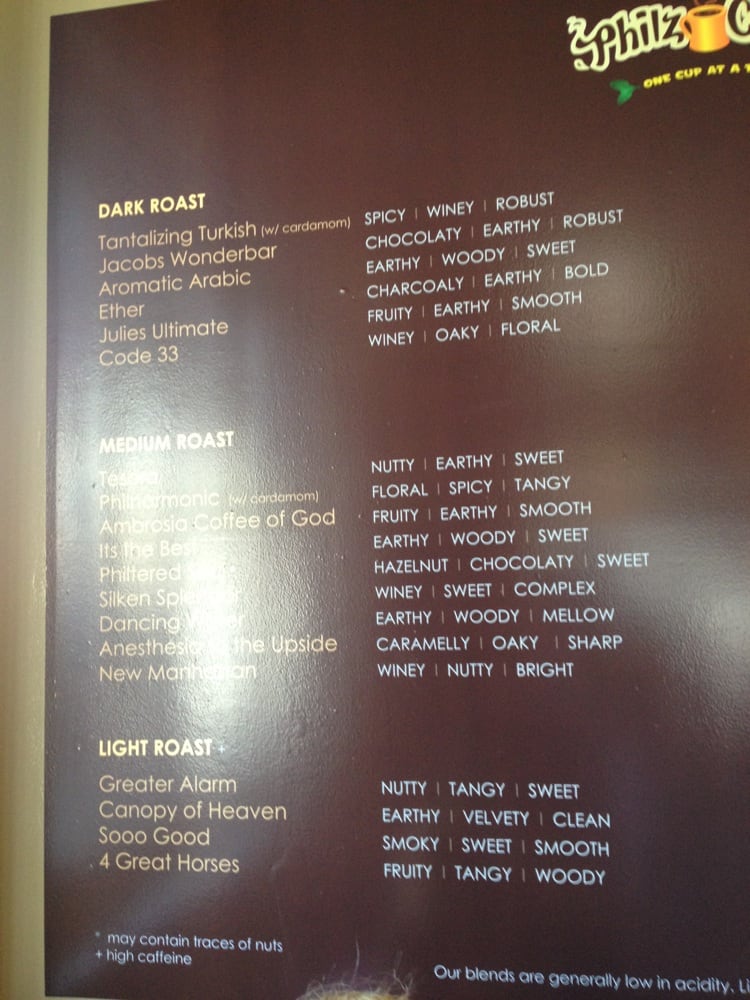 Philz C
ONE CUP AT A T
DARK ROAST
Tantalizing Turkish (w/ cardamom) SPICY | WINEY | ROBUST
Jacobs Wonderbar CHOCOLATY | EARTHY | ROBUST
Aromatic Arabic EARTHY | WOODY | SWEET
Ether CHARCOALY | EARTHY | BOLD
Julies Ultimate FRUITY | EARTHY | SMOOTH
Code 33 WINEY | OAKY | FLORAL
MEDIUM ROAST
Tesora NUTTY | EARTHY | SWEET
Philharmonic (w/ cardamom) FLORAL | SPICY | TANGY
Ambrosia Coffee of God FRUITY | EARTHY | SMOOTH
Its the Best EARTHY | WOODY | SWEET
Philtered HAZELNUT | CHOCOLATY | SWEET
Silken WINEY | SWEET | COMPLEX
Dancing EARTHY | WOODY | MELLOW
Anesthesia the Upside CARAMELLY | OAKY | SHARP
New Manhattan WINEY | NUTTY | BRIGHT
LIGHT ROAST +
Greater Alarm NUTTY | TANGY | SWEET
Canopy of Heaven EARTHY | VELVETY | CLEAN
Sooo Good SMOKY | SWEET | SMOOTH
4 Great Horses FRUITY | TANGY | WOODY
* may contain traces of nuts
+ high caffeine
Our blends are generally low in acidity. Li